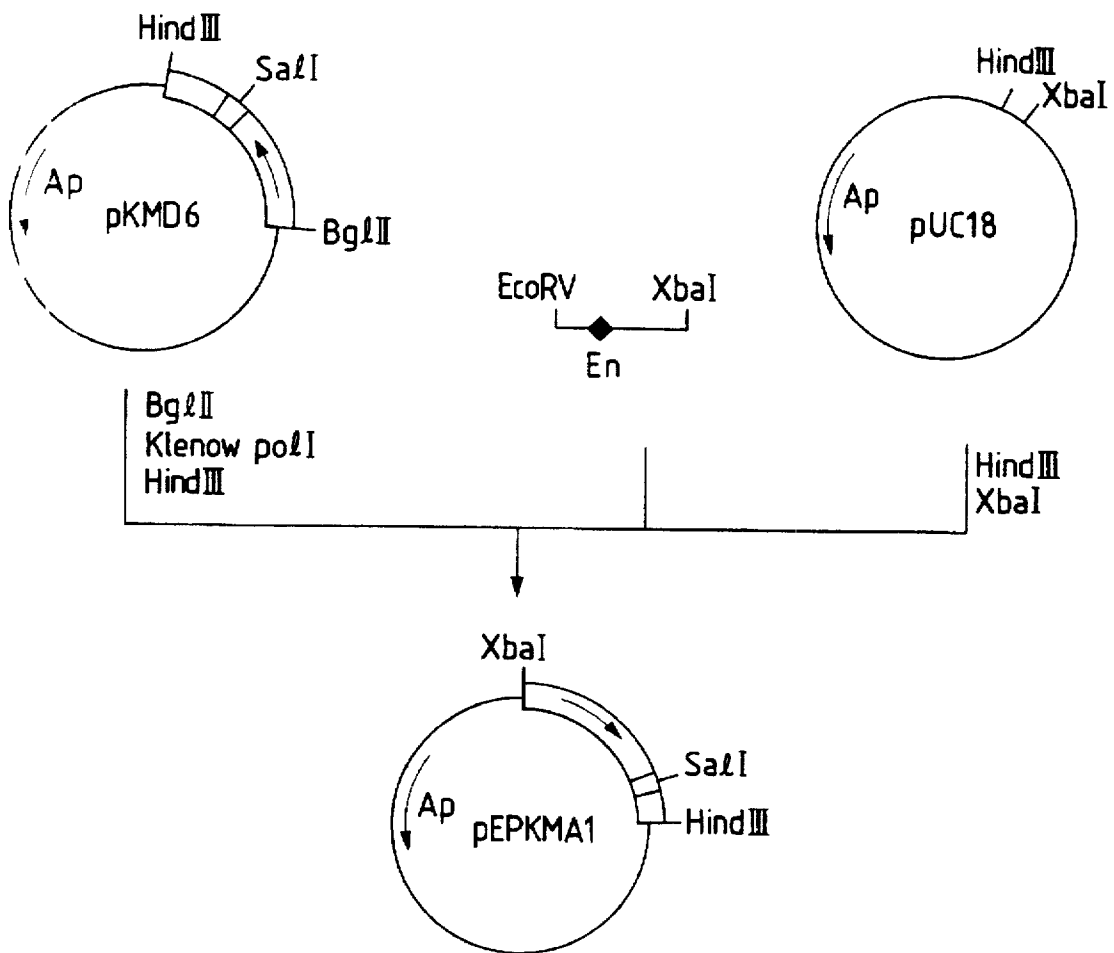 HindⅢ
SalI
Ap
pKMD6
BglⅡ
HindⅢ
XbaI
Ap
pUC18
EcoRV
XbaI
En
BglⅡ
Klenow polI
HindⅢ
HindⅢ
XbaI
XbaI
SalI
Ap
pEPKMA1
HindⅢ